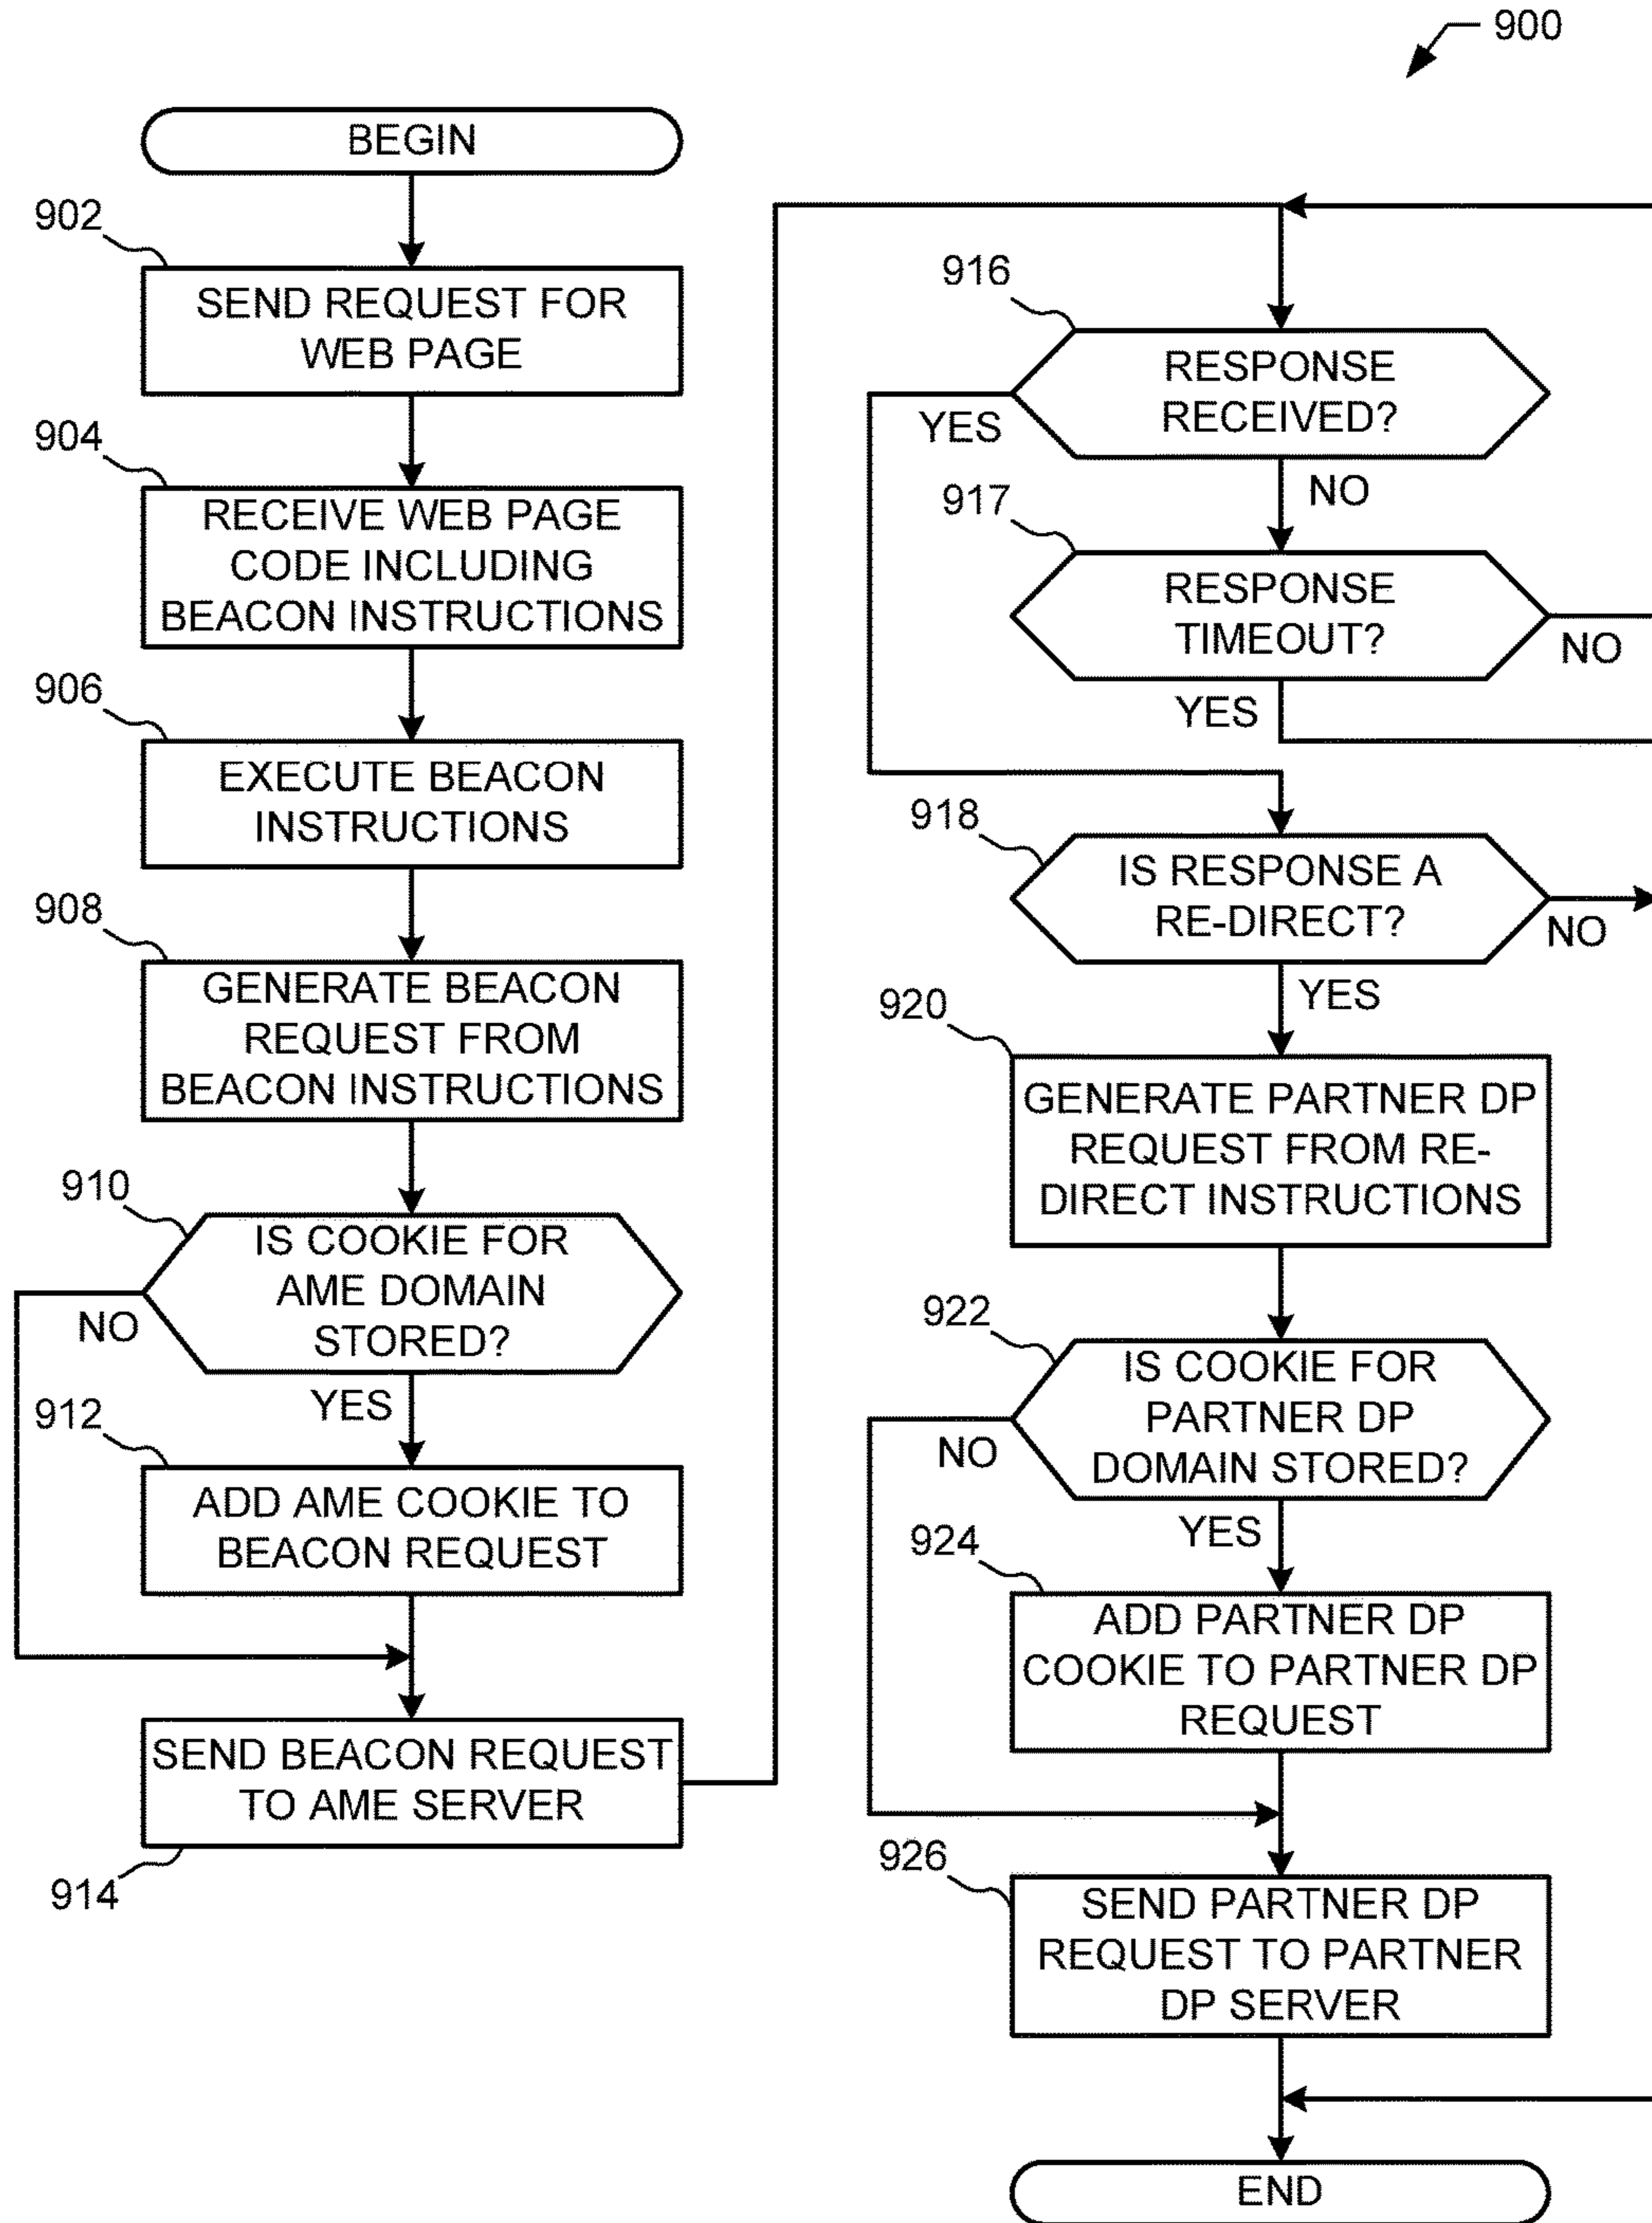 900
BEGIN
902
SEND REQUEST FOR
WEB PAGE
904
RECEIVE WEB PAGE
CODE INCLUDING
BEACON INSTRUCTIONS
906
EXECUTE BEACON
INSTRUCTIONS
908
GENERATE BEACON
REQUEST FROM
BEACON INSTRUCTIONS
910
IS COOKIE FOR
AME DOMAIN
STORED?
NO
YES
912
ADD AME COOKIE TO
BEACON REQUEST
SEND BEACON REQUEST
TO AME SERVER
914
916
RESPONSE
RECEIVED?
YES
NO
917
RESPONSE
TIMEOUT?
NO
YES
918
IS RESPONSE A
RE-DIRECT?
NO
YES
920
GENERATE PARTNER DP
REQUEST FROM RE-
DIRECT INSTRUCTIONS
922
IS COOKIE FOR
PARTNER DP
DOMAIN STORED?
NO
YES
924
ADD PARTNER DP
COOKIE TO PARTNER DP
REQUEST
926
SEND PARTNER DP
REQUEST TO PARTNER
DP SERVER
END